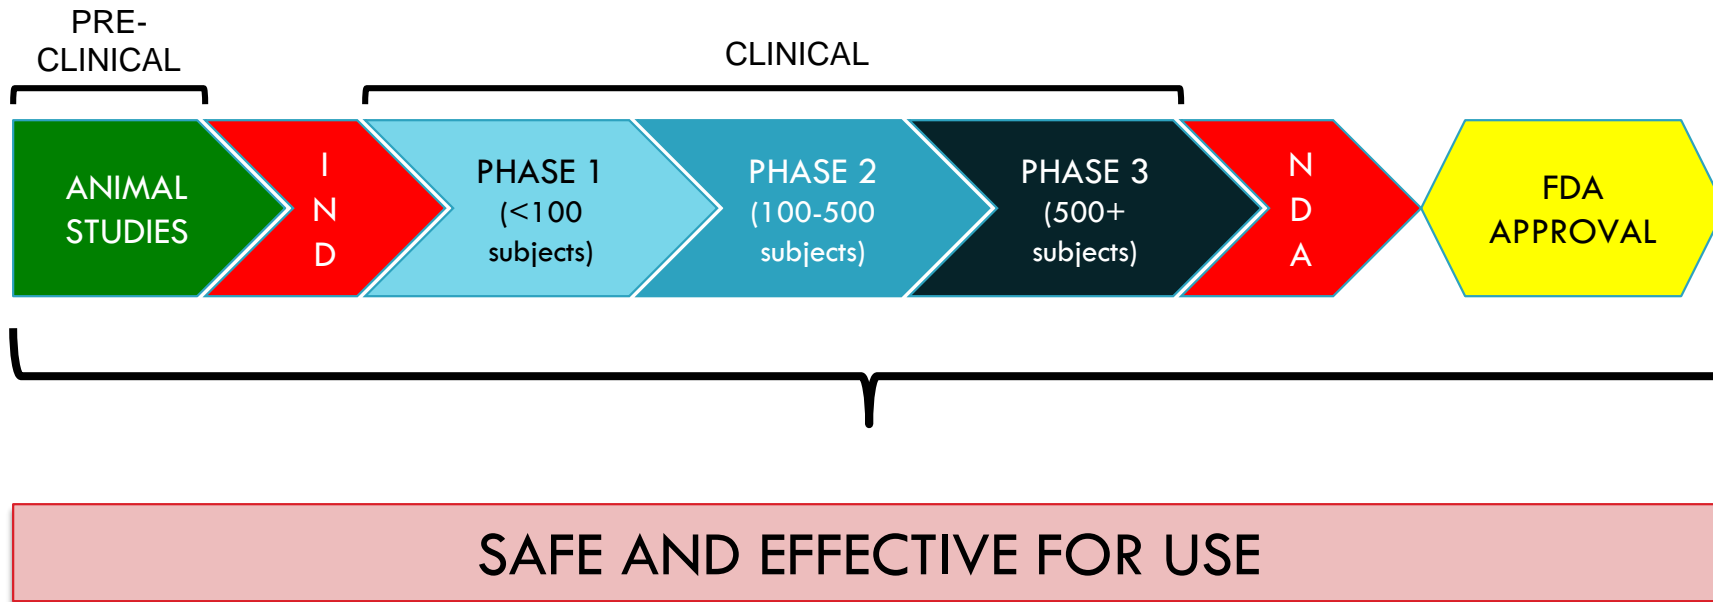 PRE-
CLINICAL
CLINICAL
ANIMAL
STUDIES
I
N
D
PHASE 1
(<100
subjects)
PHASE 2
(100-500
subjects)
PHASE 3
(500+
subjects)
N
D
A
FDA
APPROVAL
SAFE AND EFFECTIVE FOR USE